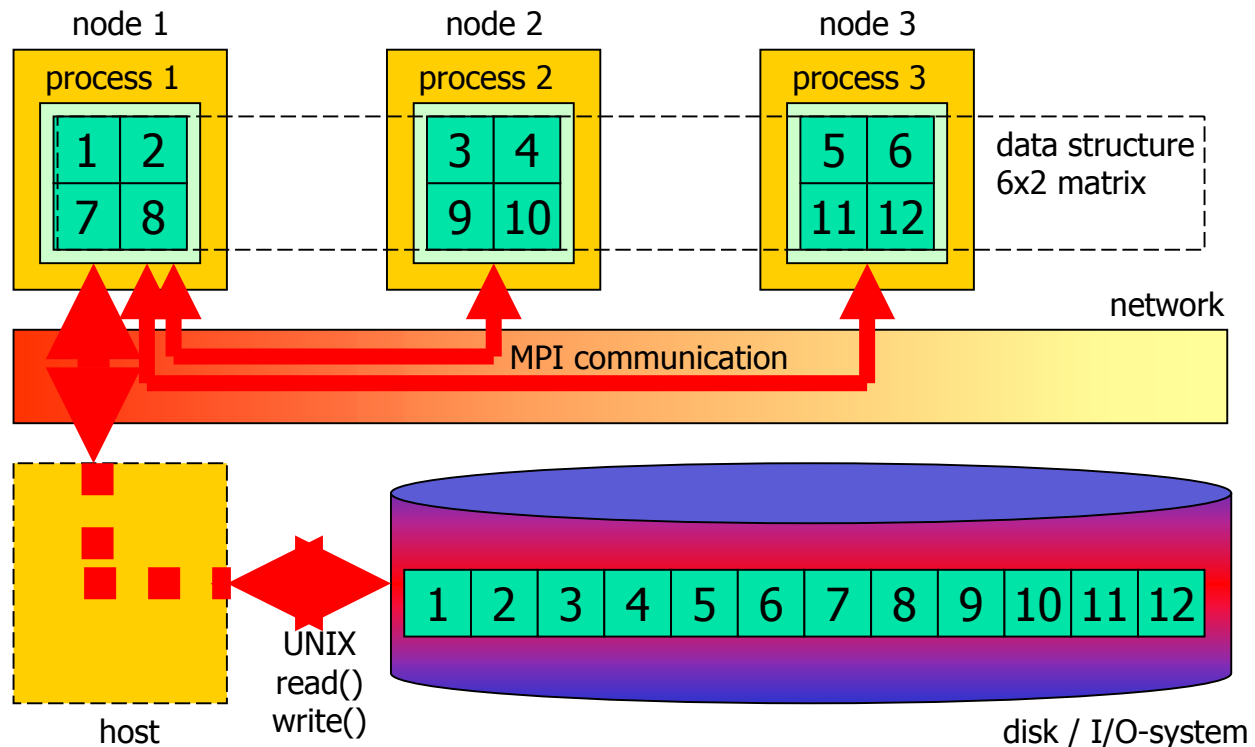 node 1
node 2
node 3
process 1
process 2
process 3
1 2
3 4
5 6
data structure
7 8
9 10
11 12
6x2 matrix
network
MPI communication
1 2 3 4 5 6 7 8 9 10 11 12
UNIX
read()
write()
host
disk / I/O-system